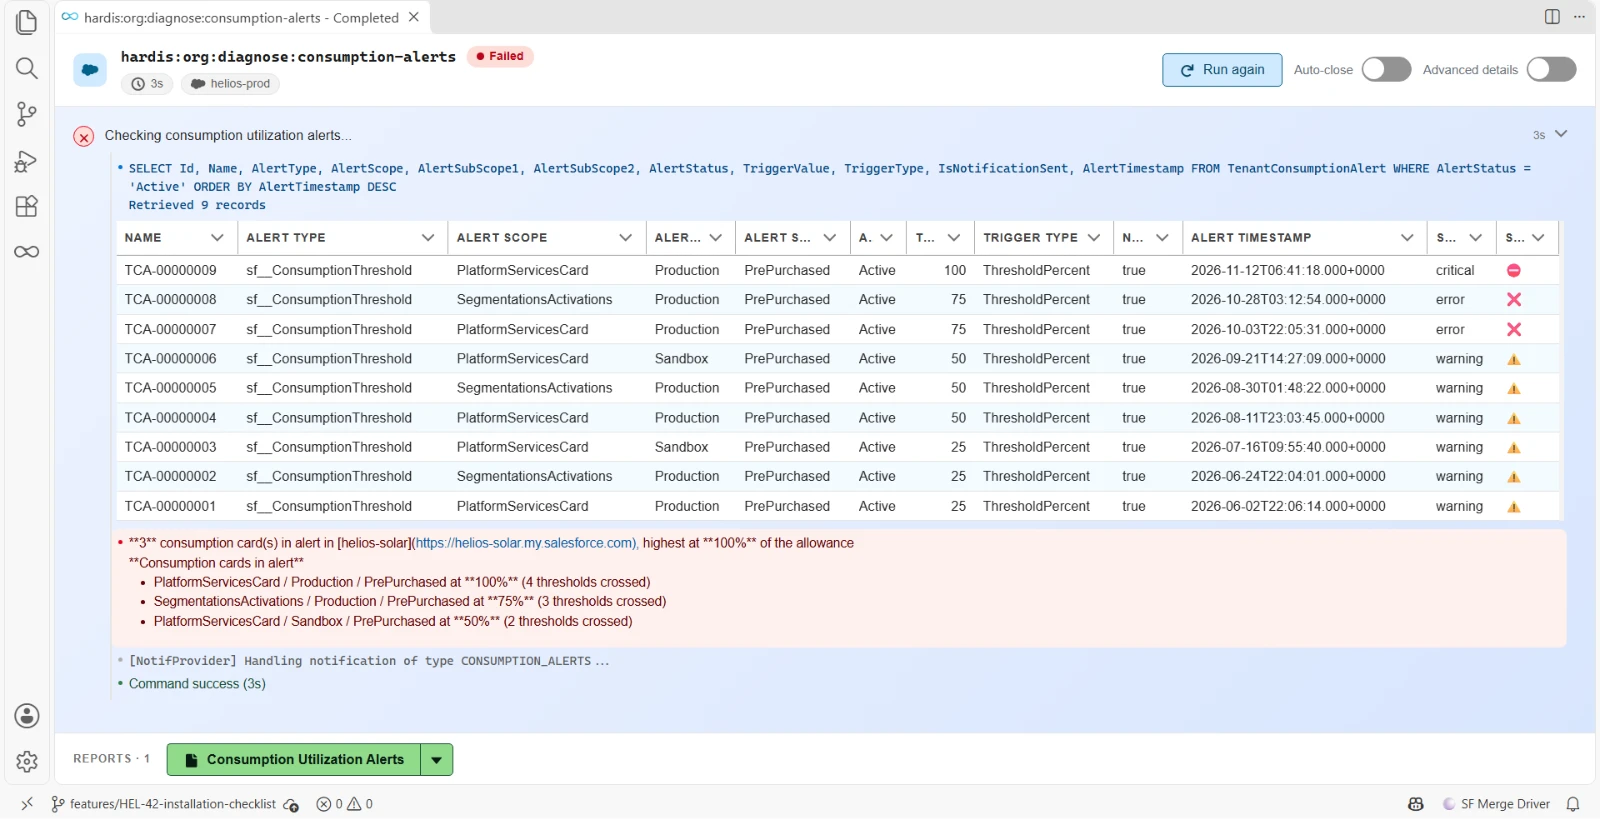 hardis:org:diagnose:consumption-alerts - Completed
hardis:org:diagnose:consumption-alerts
Failed
3s
helios-prod
Run again
Auto-close
Advanced details
Checking consumption utilization alerts...
3s
SELECT Id, Name, AlertType, AlertScope, AlertSubScope1, AlertSubScope2, AlertStatus, TriggerValue, TriggerType, IsNotificationSent, AlertTimestamp FROM TenantConsumptionAlert WHERE AlertStatus =
'Active' ORDER BY AlertTimestamp DESC
Retrieved 9 records
NAME ALERT TYPE ALERT SCOPE ALER... ALERT S... A. T... TRIGGER TYPE N... ALERT TIMESTAMP S... S...
TCA-00000009 sf__ConsumptionThreshold PlatformServicesCard Production PrePurchased Active 100 ThresholdPercent true 2026-11-12T06:41:18.000+0000 critical
TCA-00000008 sf__ConsumptionThreshold SegmentationsActivations Production PrePurchased Active 75 ThresholdPercent true 2026-10-28T03:12:54.000+0000 error
TCA-00000007 sf__ConsumptionThreshold PlatformServicesCard Production PrePurchased Active 75 ThresholdPercent true 2026-10-03T22:05:31.000+0000 error
TCA-00000006 sf__ConsumptionThreshold PlatformServicesCard Sandbox PrePurchased Active 50 ThresholdPercent true 2026-09-21T14:27:09.000+0000 warning
TCA-00000005 sf__ConsumptionThreshold SegmentationsActivations Production PrePurchased Active 50 ThresholdPercent true 2026-08-30T01:48:22.000+0000 warning
TCA-00000004 sf__ConsumptionThreshold PlatformServicesCard Production PrePurchased Active 50 ThresholdPercent true 2026-08-11T23:03:45.000+0000 warning
TCA-00000003 sf__ConsumptionThreshold PlatformServicesCard Sandbox PrePurchased Active 25 ThresholdPercent true 2026-07-16T09:55:40.000+0000 warning
TCA-00000002 sf__ConsumptionThreshold SegmentationsActivations Production PrePurchased Active 25 ThresholdPercent true 2026-06-24T22:04:01.000+0000 warning
TCA-00000001 sf__ConsumptionThreshold PlatformServicesCard Production PrePurchased Active 25 ThresholdPercent true 2026-06-02T22:06:14.000+0000 warning
**3** consumption card(s) in alert in [helios-solar](https://helios-solar.my.salesforce.com), highest at **100%** of the allowance
**Consumption cards in alert**
PlatformServicesCard / Production / PrePurchased at **100%** (4 thresholds crossed)
SegmentationsActivations / Production / PrePurchased at **75%** (3 thresholds crossed)
PlatformServicesCard / Sandbox / PrePurchased at **50%** (2 thresholds crossed)
[NotifProvider] Handling notification of type CONSUMPTION_ALERTS...
Command success (3s)
REPORTS · 1
Consumption Utilization Alerts
features/HEL-42-installation-checklist
0 0
SF Merge Driver